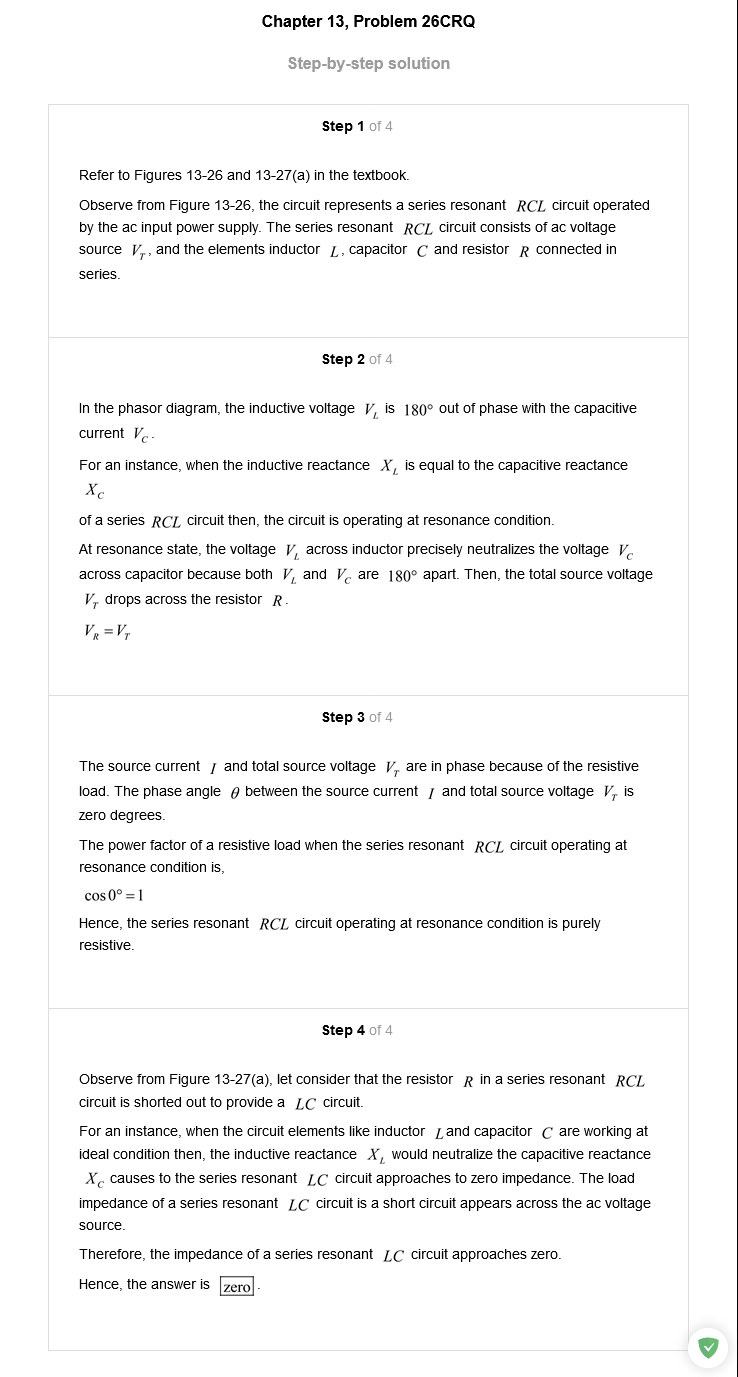 Chapter 13, Problem 26CRQ
Step-by-step solution
Step 1 of 4
Refer to Figures 13-26 and 13-27(a) in the textbook.
Observe from Figure 13-26, the circuit represents a series resonant RCL circuit operated
by the ac input power supply. The series resonant RCL circuit consists of ac voltage
source V_T, and the elements inductor L, capacitor C and resistor R connected in
series.
Step 2 of 4
In the phasor diagram, the inductive voltage V_L is 180° out of phase with the capacitive
current V_C.
For an instance, when the inductive reactance X_L is equal to the capacitive reactance
X_C
of a series RCL circuit then, the circuit is operating at resonance condition.
At resonance state, the voltage V_L across inductor precisely neutralizes the voltage V_C
across capacitor because both V_L and V_C are 180° apart. Then, the total source voltage
V_T drops across the resistor R.
V_R = V_T
Step 3 of 4
The source current I and total source voltage V_T are in phase because of the resistive
load. The phase angle θ between the source current I and total source voltage V_T is
zero degrees.
The power factor of a resistive load when the series resonant RCL circuit operating at
resonance condition is,
cos 0° = 1
Hence, the series resonant RCL circuit operating at resonance condition is purely
resistive.
Step 4 of 4
Observe from Figure 13-27(a), let consider that the resistor R in a series resonant RCL
circuit is shorted out to provide a LC circuit.
For an instance, when the circuit elements like inductor L and capacitor C are working at
ideal condition then, the inductive reactance X_L would neutralize the capacitive reactance
X_C causes to the series resonant LC circuit approaches to zero impedance. The load
impedance of a series resonant LC circuit is a short circuit appears across the ac voltage
source.
Therefore, the impedance of a series resonant LC circuit approaches zero.
Hence, the answer is zero.